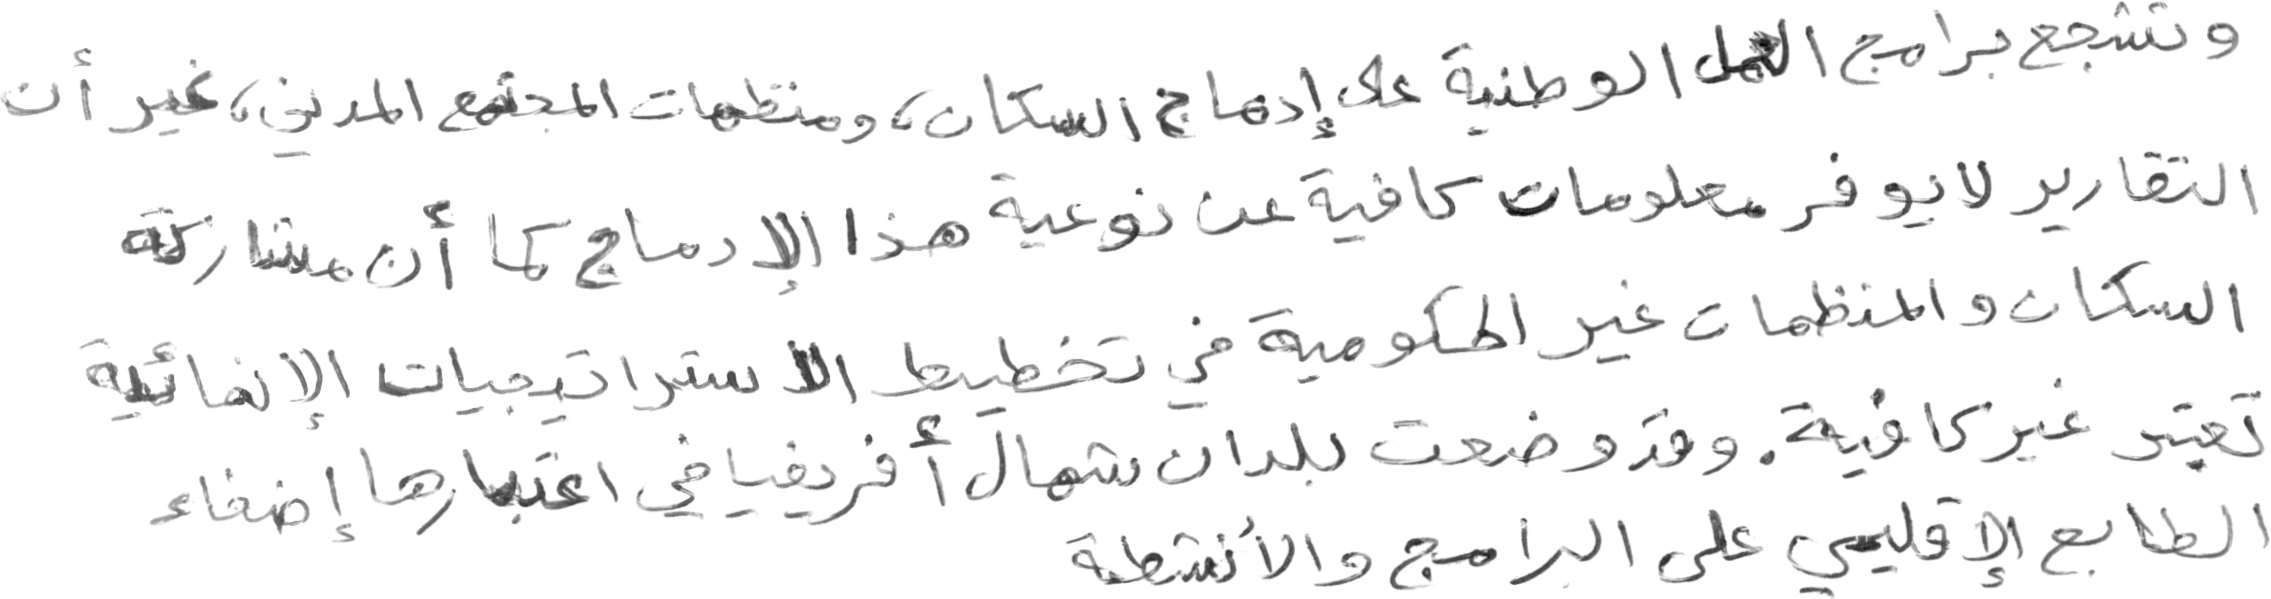 وتشجع برامج العمل الوطنية على إدماج السكان، ومنظمات المجتمع المدني، غير أن
التقارير لا يوفر معلومات كافية عن نوعية هذا الإدماج كما أن مشاركة
السكان والمنظمات غير الحكومية في تخطيط الاستراتيجيات الإنمائية
تعتبر غير كافية. وقد وضعت بلدان شمال أفريقيا في اعتبارها إضفاء
الطابع الإقليمي على البرامج والأنشطة